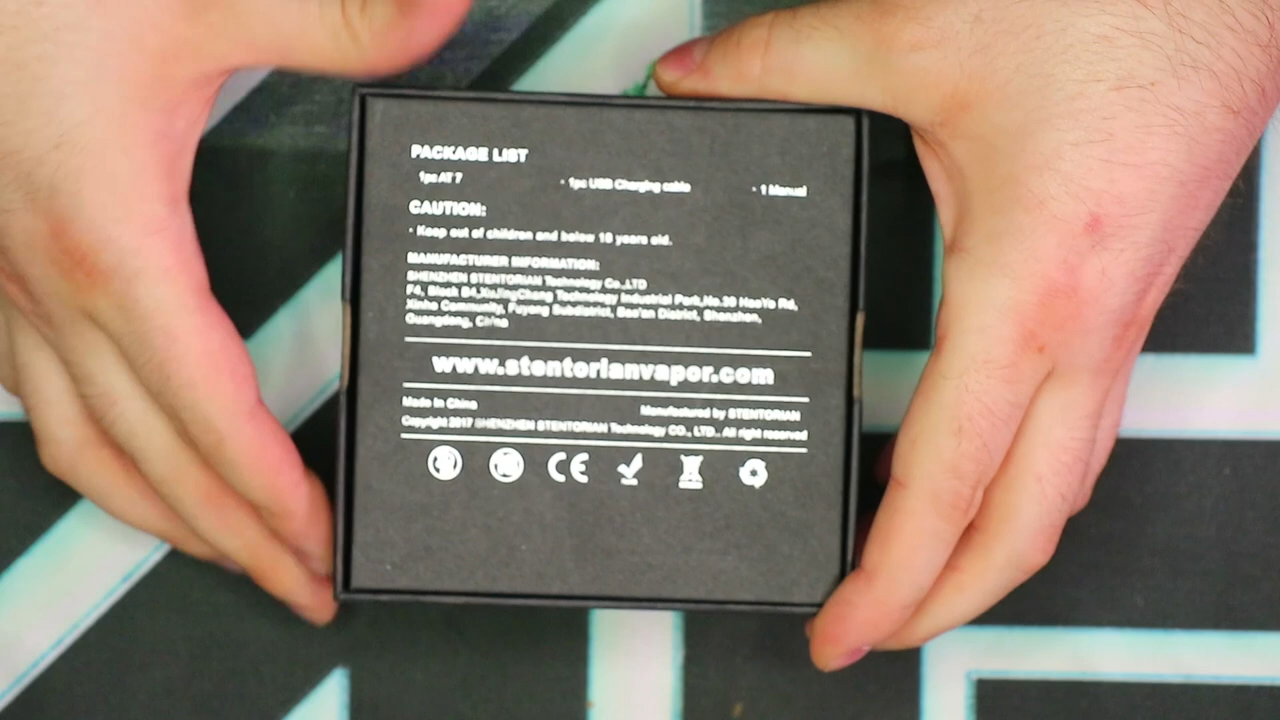 PACKAGE LIST
1pc AT 7 · 1pc USB Charging cable · 1 Manual
CAUTION:
· Keep out of children and below 18 years old.
MANUFACTURER INFORMATION:
SHENZHEN STENTORIAN Technology Co.,LTD
F4, Block B4, Technology Industrial Park,No.39 HaoYe Rd,
Xinhe Community, Fuyong Subdistrict, Bao'an District, Shenzhen,
Guangdong, China
www.stentorianvapor.com
Made In China Manufactured by STENTORIAN
Copyright 2017 SHENZHEN STENTORIAN Technology CO., LTD.. All right reserved
CE